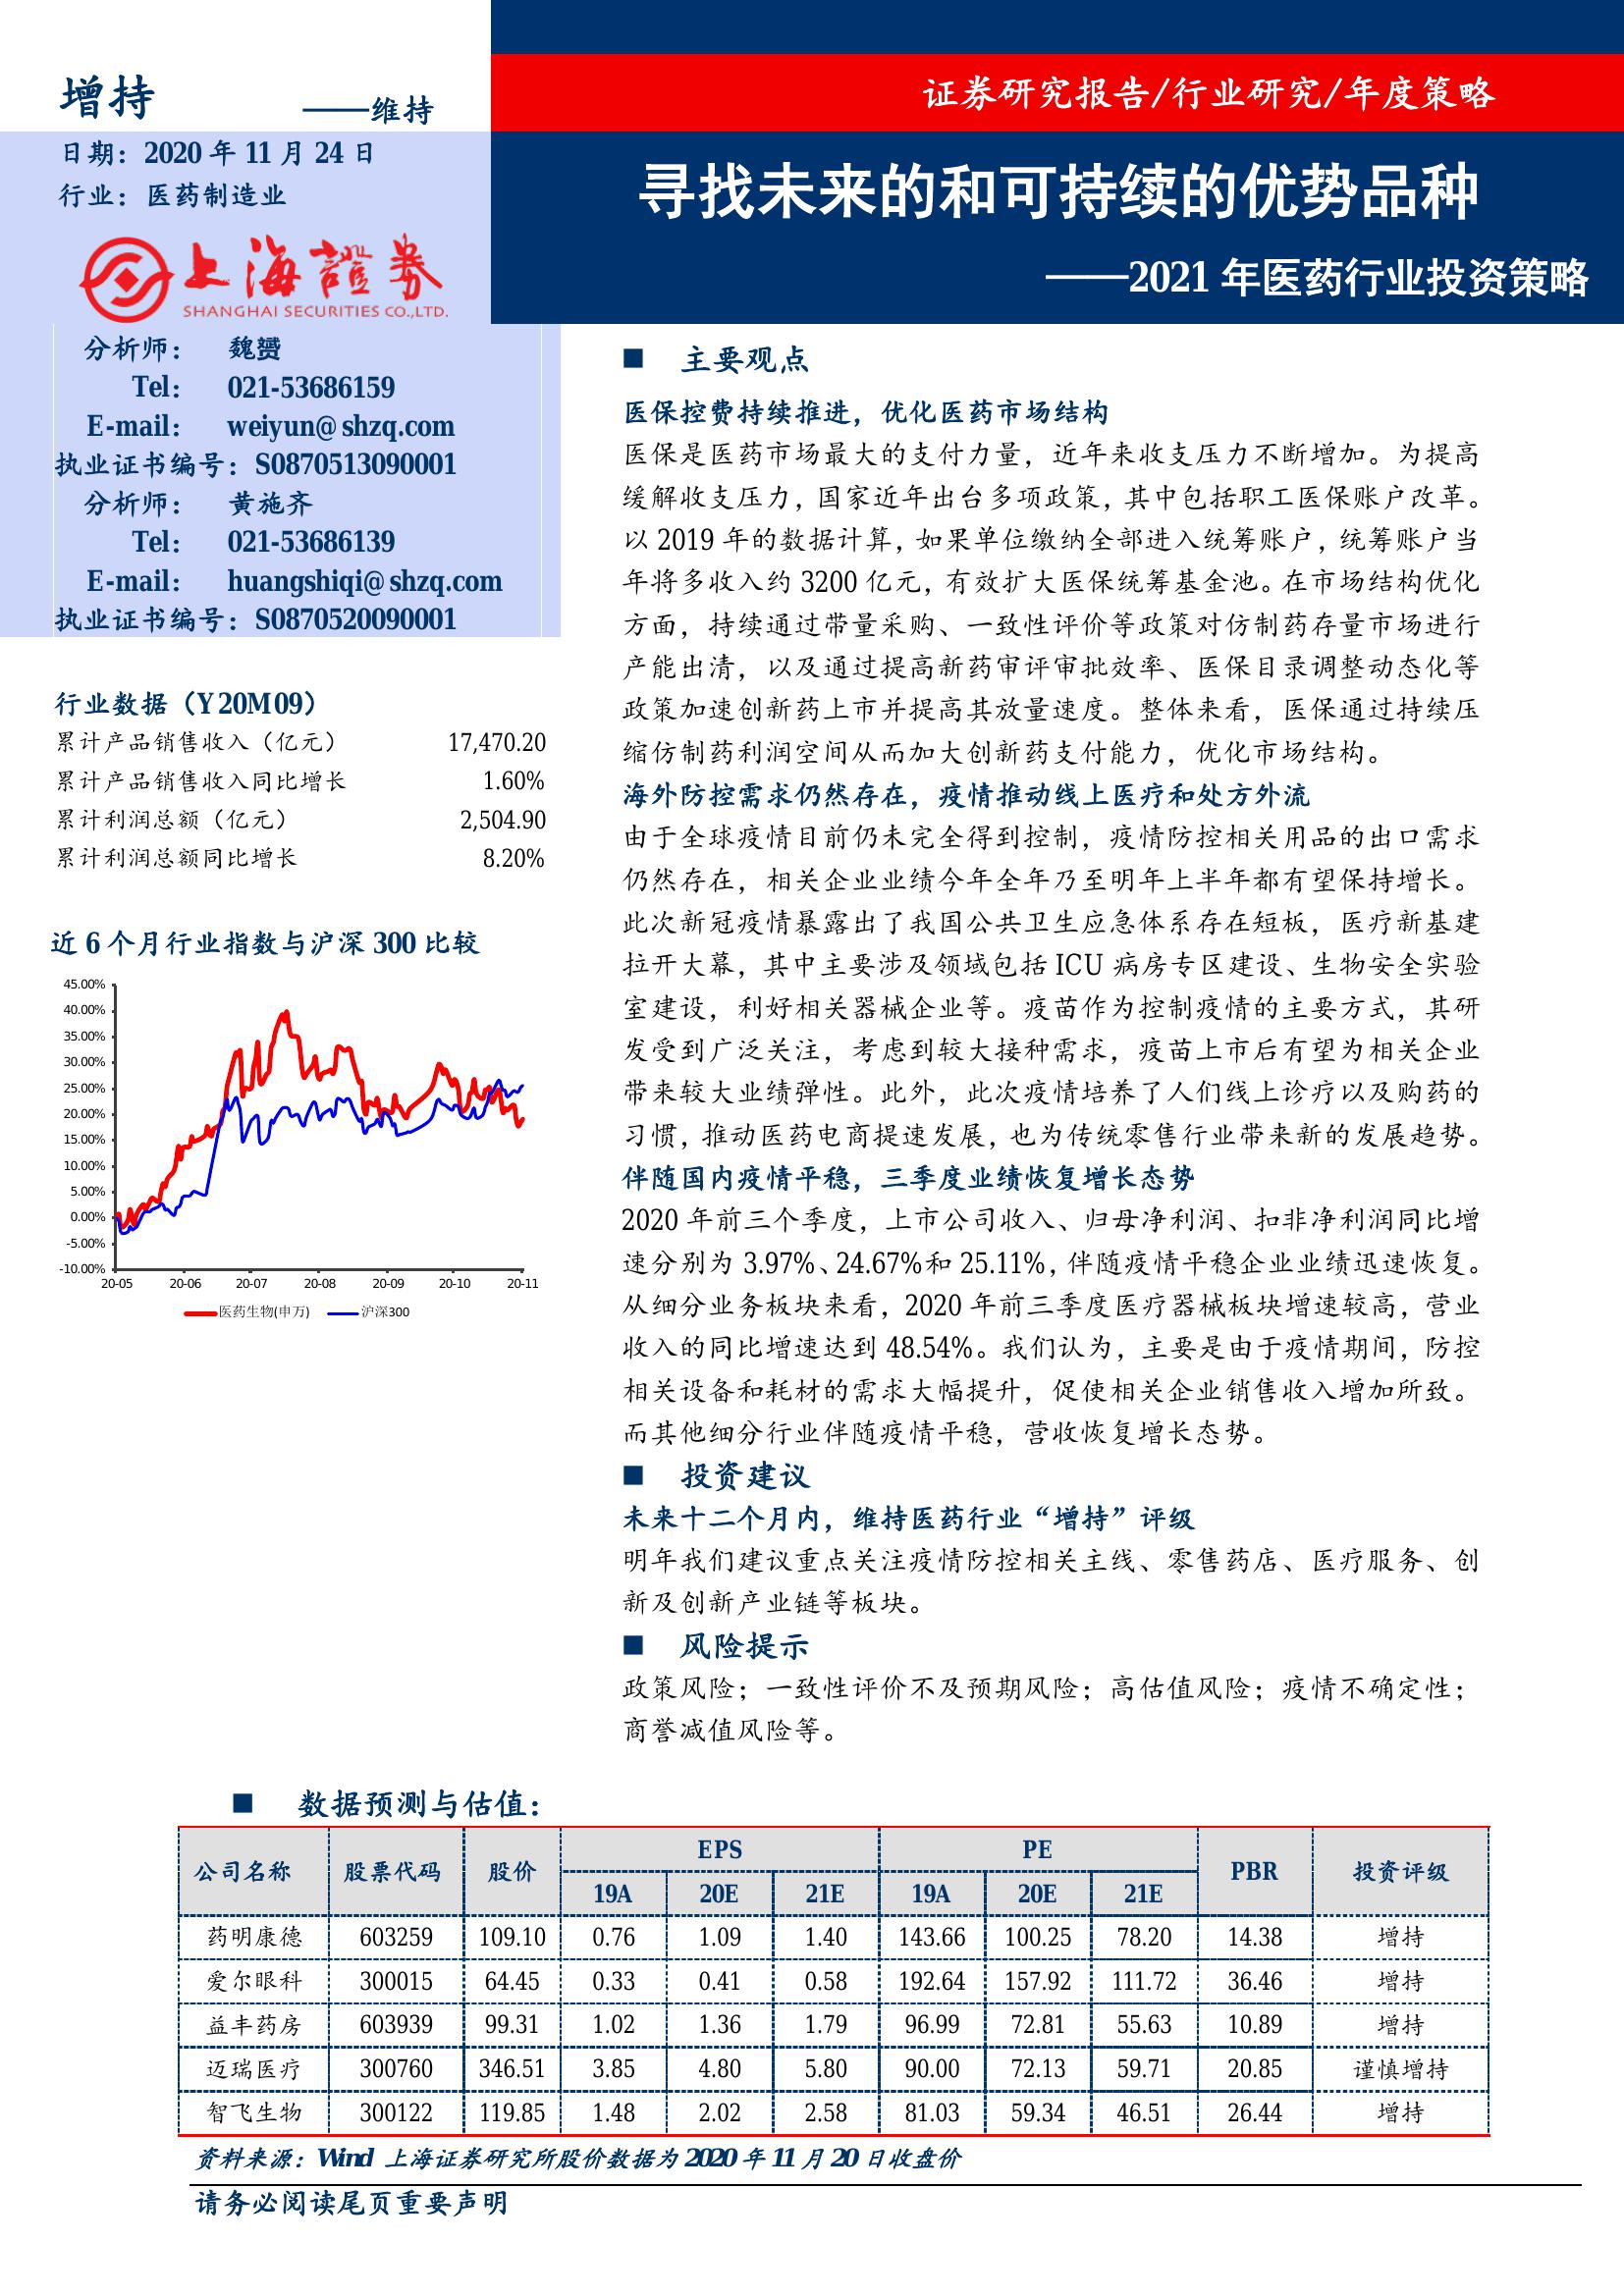 增持 ——维持
日期：2020 年 11 月 24 日
行业：医药制造业
上海證券
SHANGHAI SECURITIES CO.,LTD.
证券研究报告/行业研究/年度策略
寻找未来的和可持续的优势品种
——2021 年医药行业投资策略
分析师： 魏赟
Tel： 021-53686159
E-mail： weiyun@shzq.com
执业证书编号：S0870513090001
分析师： 黄施齐
Tel： 021-53686139
E-mail： huangshiqi@shzq.com
执业证书编号：S0870520090001
行业数据（Y20M09）
累计产品销售收入（亿元） 17,470.20
累计产品销售收入同比增长 1.60%
累计利润总额（亿元） 2,504.90
累计利润总额同比增长 8.20%
近 6 个月行业指数与沪深 300 比较
45.00%
40.00%
35.00%
30.00%
25.00%
20.00%
15.00%
10.00%
5.00%
0.00%
-5.00%
-10.00%
20-05 20-06 20-07 20-08 20-09 20-10 20-11
医药生物(申万) 沪深300
■ 主要观点
医保控费持续推进，优化医药市场结构
医保是医药市场最大的支付力量，近年来收支压力不断增加。为提高
缓解收支压力，国家近年出台多项政策，其中包括职工医保账户改革。
以 2019 年的数据计算，如果单位缴纳全部进入统筹账户，统筹账户当
年将多收入约 3200 亿元，有效扩大医保统筹基金池。在市场结构优化
方面，持续通过带量采购、一致性评价等政策对仿制药存量市场进行
产能出清，以及通过提高新药审评审批效率、医保目录调整动态化等
政策加速创新药上市并提高其放量速度。整体来看，医保通过持续压
缩仿制药利润空间从而加大创新药支付能力，优化市场结构。
海外防控需求仍然存在，疫情推动线上医疗和处方外流
由于全球疫情目前仍未完全得到控制，疫情防控相关用品的出口需求
仍然存在，相关企业业绩今年全年乃至明年上半年都有望保持增长。
此次新冠疫情暴露出了我国公共卫生应急体系存在短板，医疗新基建
拉开大幕，其中主要涉及领域包括 ICU 病房专区建设、生物安全实验
室建设，利好相关器械企业等。疫苗作为控制疫情的主要方式，其研
发受到广泛关注，考虑到较大接种需求，疫苗上市后有望为相关企业
带来较大业绩弹性。此外，此次疫情培养了人们线上诊疗以及购药的
习惯，推动医药电商提速发展，也为传统零售行业带来新的发展趋势。
伴随国内疫情平稳，三季度业绩恢复增长态势
2020 年前三个季度，上市公司收入、归母净利润、扣非净利润同比增
速分别为 3.97%、24.67%和 25.11%，伴随疫情平稳企业业绩迅速恢复。
从细分业务板块来看，2020 年前三季度医疗器械板块增速较高，营业
收入的同比增速达到 48.54%。我们认为，主要是由于疫情期间，防控
相关设备和耗材的需求大幅提升，促使相关企业销售收入增加所致。
而其他细分行业伴随疫情平稳，营收恢复增长态势。
■ 投资建议
未来十二个月内，维持医药行业“增持”评级
明年我们建议重点关注疫情防控相关主线、零售药店、医疗服务、创
新及创新产业链等板块。
■ 风险提示
政策风险；一致性评价不及预期风险；高估值风险；疫情不确定性；
商誉减值风险等。
■ 数据预测与估值：
公司名称 股票代码 股价 EPS PE PBR 投资评级
19A 20E 21E 19A 20E 21E
药明康德 603259 109.10 0.76 1.09 1.40 143.66 100.25 78.20 14.38 增持
爱尔眼科 300015 64.45 0.33 0.41 0.58 192.64 157.92 111.72 36.46 增持
益丰药房 603939 99.31 1.02 1.36 1.79 96.99 72.81 55.63 10.89 增持
迈瑞医疗 300760 346.51 3.85 4.80 5.80 90.00 72.13 59.71 20.85 谨慎增持
智飞生物 300122 119.85 1.48 2.02 2.58 81.03 59.34 46.51 26.44 增持
资料来源：Wind 上海证券研究所股价数据为 2020 年 11 月 20 日收盘价
请务必阅读尾页重要声明